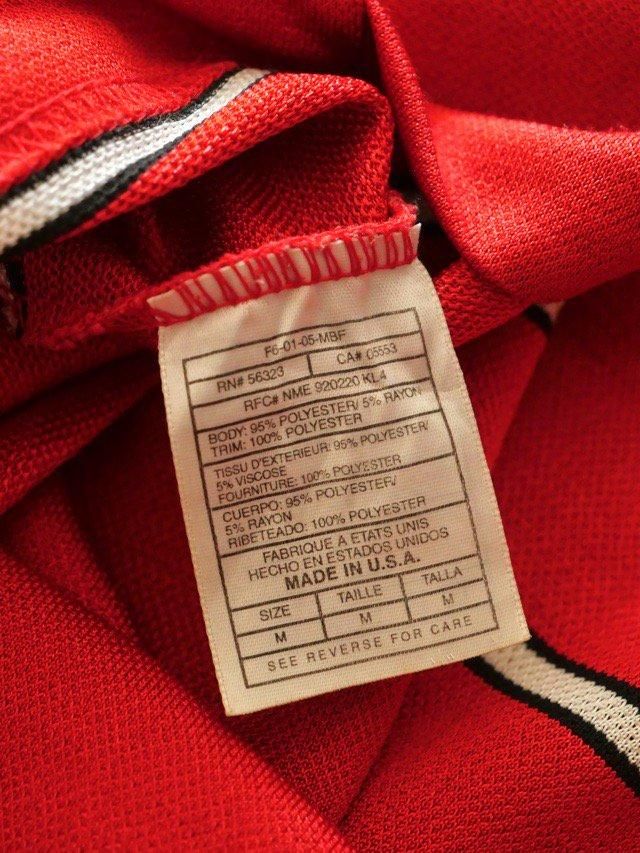 F6-01-05-MBF
RN# 56323 CA# 05553
RFC# NME 920220 KL4
BODY: 95% POLYESTER/ 5% RAYON
TRIM: 100% POLYESTER
TISSU D'EXTERIEUR: 95% POLYESTER/
5% VISCOSE
FOURNITURE: 100% POLYESTER
CUERPO: 95% POLYESTER/
5% RAYON
RIBETEADO: 100% POLYESTER
FABRIQUE A ETATS UNIS
HECHO EN ESTADOS UNIDOS
MADE IN U.S.A.
SIZE TAILLE TALLA
M M M
SEE REVERSE FOR CARE